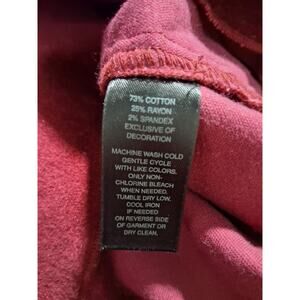 73% COTTON
25% RAYON
2% SPANDEX
EXCLUSIVE OF
DECORATION
MACHINE WASH COLD
GENTLE CYCLE
WITH LIKE COLORS.
ONLY NON-
CHLORINE BLEACH
WHEN NEEDED.
TUMBLE DRY LOW.
COOL IRON
IF NEEDED
ON REVERSE SIDE
OF GARMENT OR
DRY CLEAN.